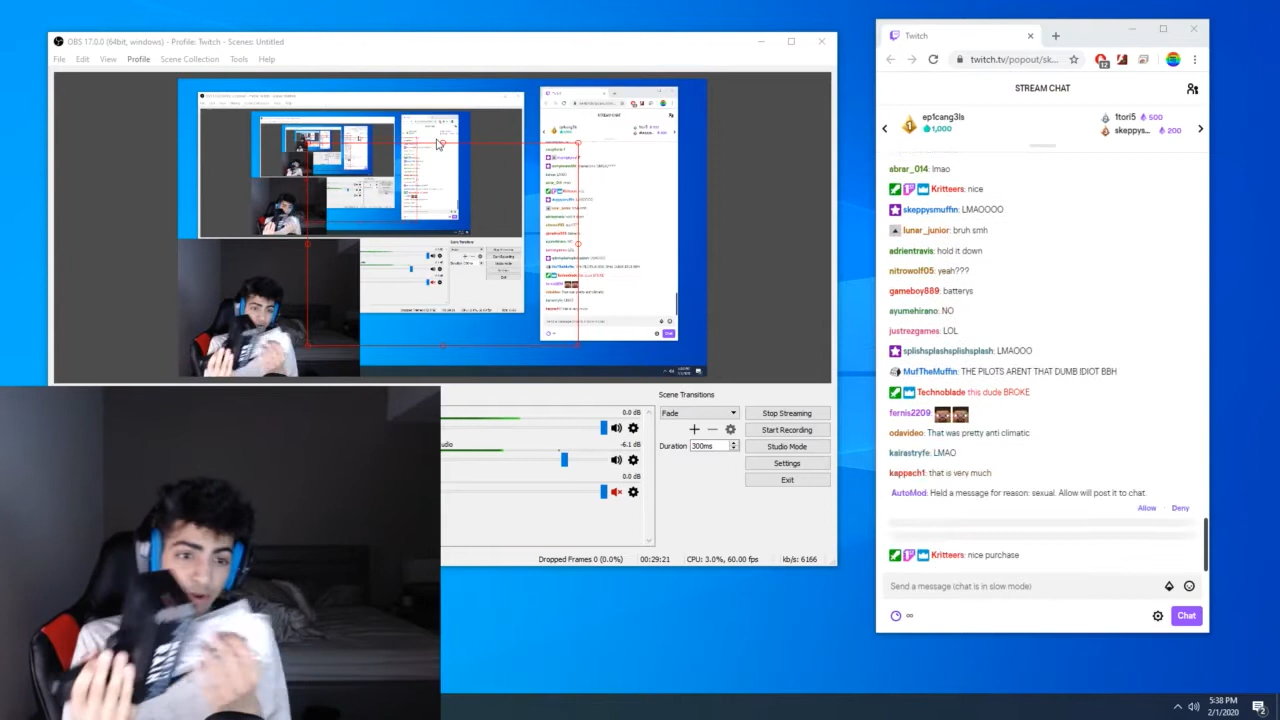 OBS 17.0.0 (64bit, windows) - Profile: Twitch - Scenes: Untitled
File Edit View Profile Scene Collection Tools Help
0.0 dB
udo
-6.1 dB
0.0 dB
Scene Transitions
Fade
Duration 300ms
Stop Streaming
Start Recording
Studio Mode
Settings
Exit
Dropped Frames 0 (0.0%) 00:29:21 CPU: 3.0%, 60.00 fps kb/s: 6166
Twitch
twitch.tv/popout/sk...
12
STREAM CHAT
ep1cang3ls
1,000
1tori5 500
skeppys... 200
abrar_014: lmao
Kritteers: nice
skeppysmuffin: LMAOOOO
lunar_junior: bruh smh
adrientravis: hold it down
nitrowolf05: yeah???
gameboy889: batterys
ayumehirano: NO
justrezgames: LOL
splishsplashsplishsplash: LMAOOO
MufTheMuffin: THE PILOTS ARENT THAT DUMB IDIOT BBH
Technoblade this dude BROKE
fernis2209:
odavideo: That was pretty anti climatic
kairastryfe: LMAO
kappach1: that is very much
AutoMod: Held a message for reason: sexual. Allow will post it to chat.
Allow Deny
Kritteers: nice purchase
Send a message (chat is in slow mode)
∞
Chat
5:38 PM
2/1/2020
2